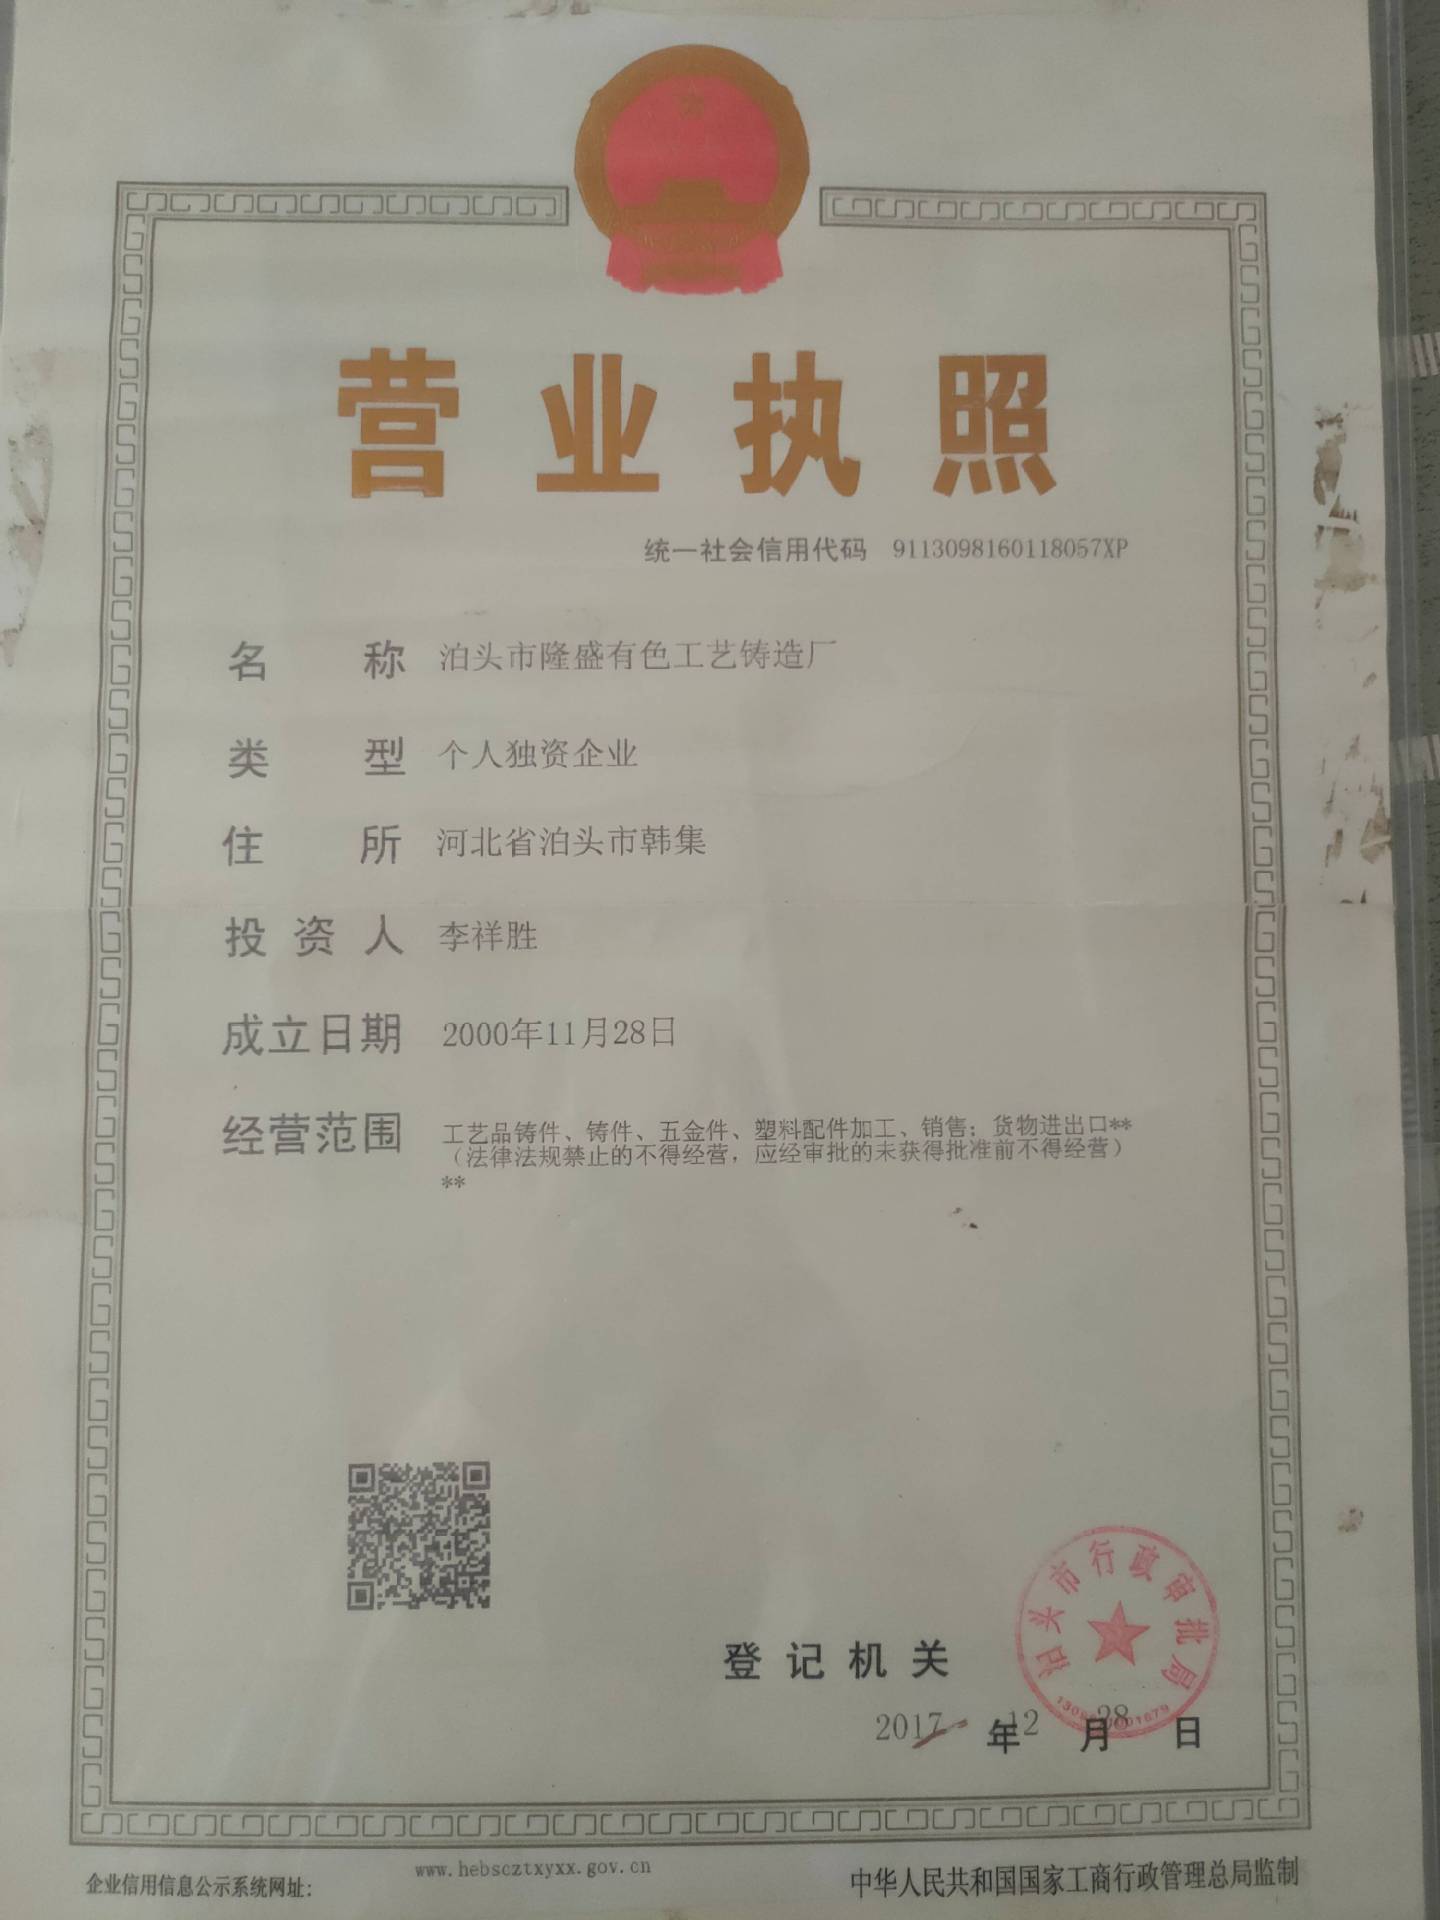 营业执照
统一社会信用代码 9113098160118057XP
名称 泊头市隆盛有色工艺铸造厂
类型 个人独资企业
住所 河北省泊头市韩集
投资人 李祥胜
成立日期 2000年11月28日
经营范围 工艺品铸件、铸件、五金件、塑料配件加工、销售；货物进出口**
（法律法规禁止的不得经营，应经审批的未获得批准前不得经营）
**
泊头市行政审批局
登记机关
2017年12月28日
企业信用信息公示系统网址： www.hebscztxyxx.gov.cn
中华人民共和国国家工商行政管理总局监制